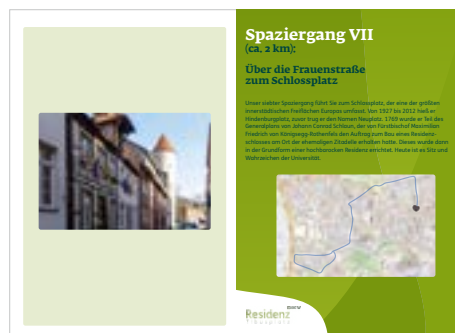 Spaziergang VII
(ca. 2 km):
Über die Frauenstraße
zum Schlossplatz
Unser siebter Spaziergang führt Sie zum Schlossplatz, der eine der größten
innerstädtischen Freiflächen Europas umfasst. Von 1927 bis 2012 hieß er
Hindenburgplatz, zuvor trug er den Namen Neuplatz. 1769 wurde er Teil des
Generalplans von Johann Conrad Schlaun, der von Fürstbischof Maximilian
Friedrich von Königsegg-Rothenfels den Auftrag zum Bau eines Residenz-
schlosses am Ort der ehemaligen Zitadelle erhalten hatte. Dieses wurde dann
in der Grundform einer hochbarocken Residenz errichtet. Heute ist es Sitz und
Wahrzeichen der Universität.
Residenz